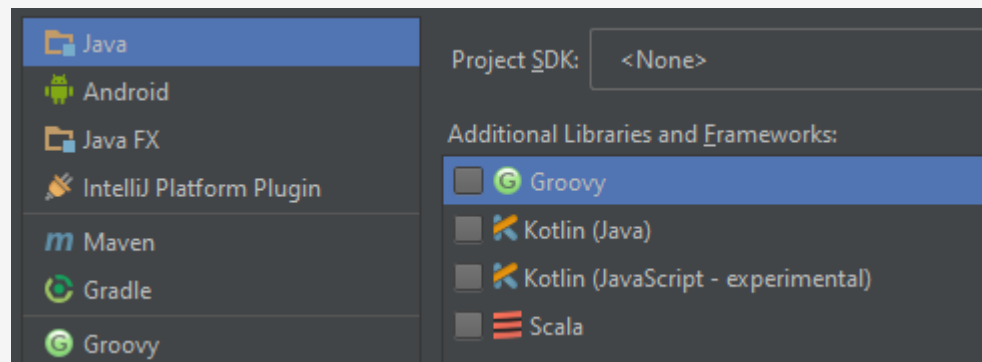 Java
Android
Java FX
IntelliJ Platform Plugin
Maven
Gradle
Groovy
Project SDK: <None>
Additional Libraries and Frameworks:
Groovy
Kotlin (Java)
Kotlin (JavaScript - experimental)
Scala